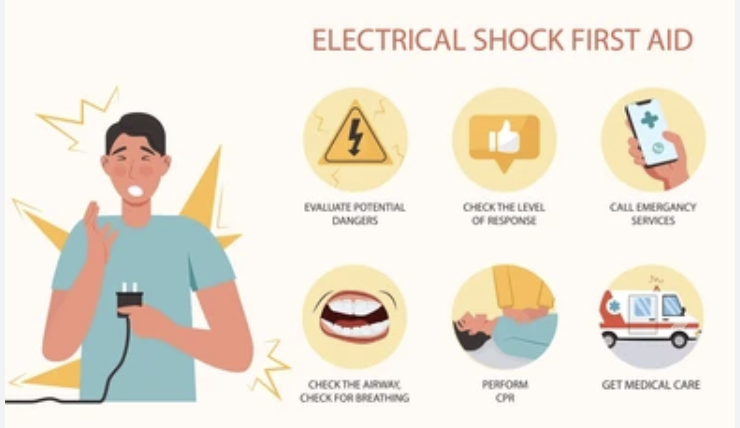 ELECTRICAL SHOCK FIRST AID
EVALUATE POTENTIAL
DANGERS
CHECK THE LEVEL
OF RESPONSE
CALL EMERGANCY
SERVICES
CHECK THE AIRWAY,
CHECK FOR BREATHING
PERFORM
CPR
GET MEDICAL CARE